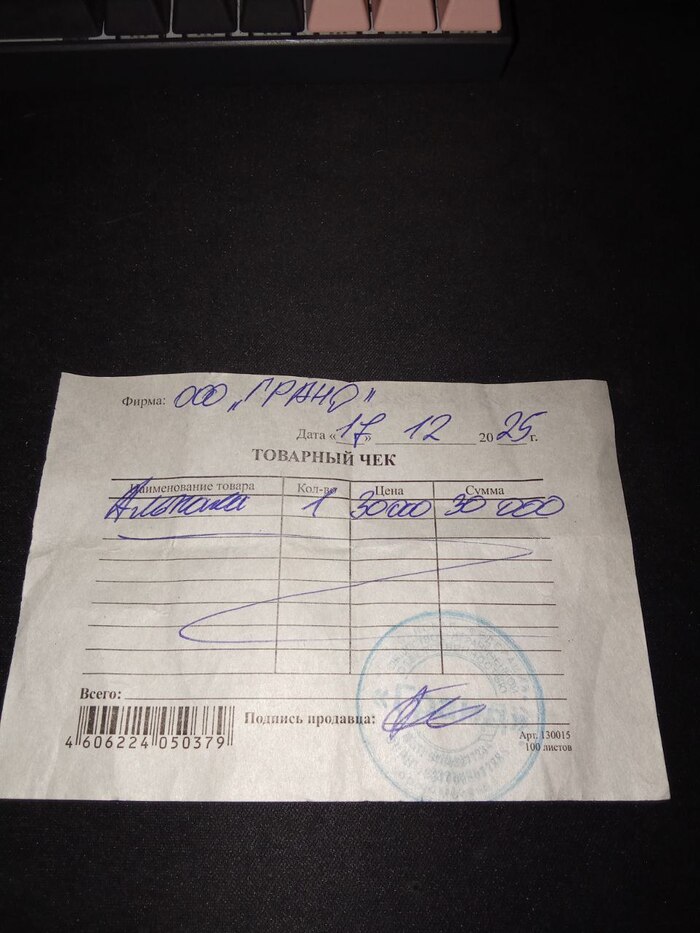 Фирма: ООО „ГРАНД"
Дата «17» 12 2025 г.
ТОВАРНЫЙ ЧЕК
Наименование товара Кол-во Цена Сумма
Альпака 1 30000 30 000
Всего:
Подпись продавца:
4 606224 050379
Арт. 130015
100 листов